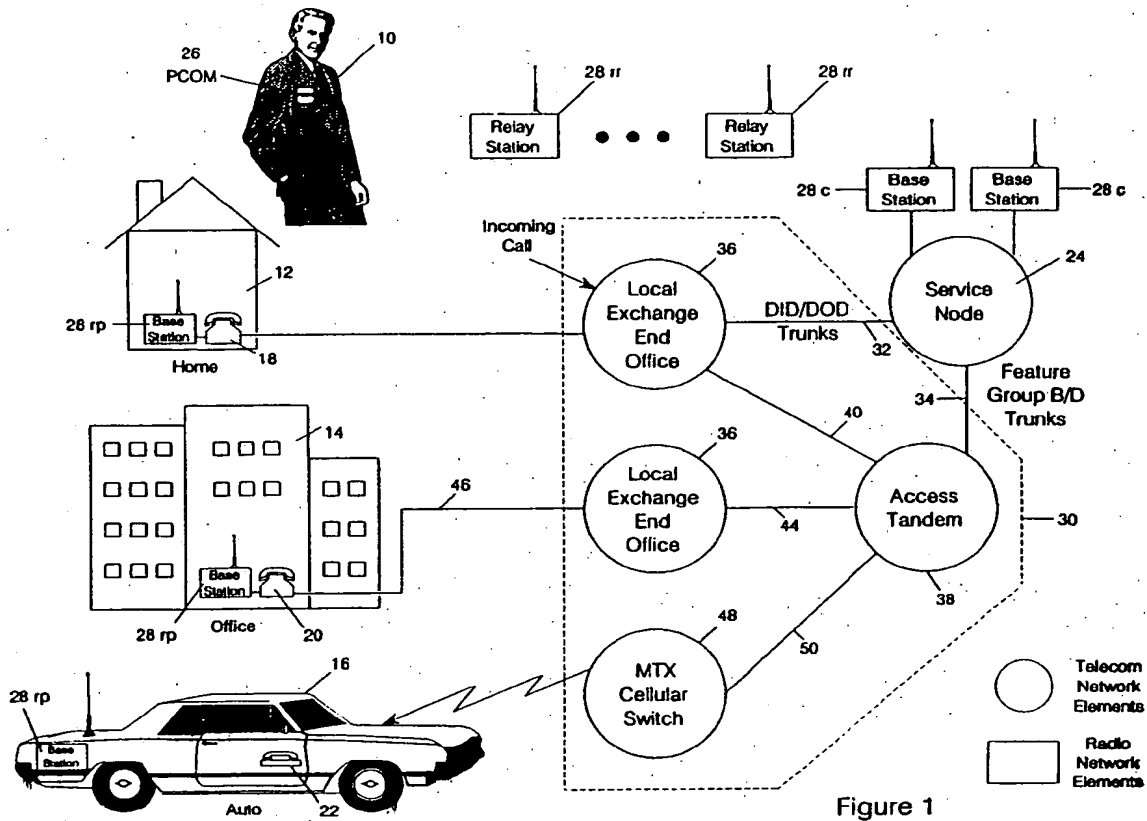 26
PCOM
10
28 rr
28 rr
Relay
Station
Relay
Station
28 c
Base
Station
Base
Station
28 c
Incoming
Call
12
36
24
Local
Exchange
End
Office
DID/DOD
Trunks
32
Service
Node
28 rp
Base
Station
18
Home
34
Feature
Group B/D
Trunks
40
14
36
46
Local
Exchange
End
Office
44
Access
Tandem
30
38
Base
Station
28 rp
Office
20
48
50
MTX
Cellular
Switch
28 rp
16
Base
Station
22
Auto
Telecom
Network
Elements
Radio
Network
Elements
Figure 1